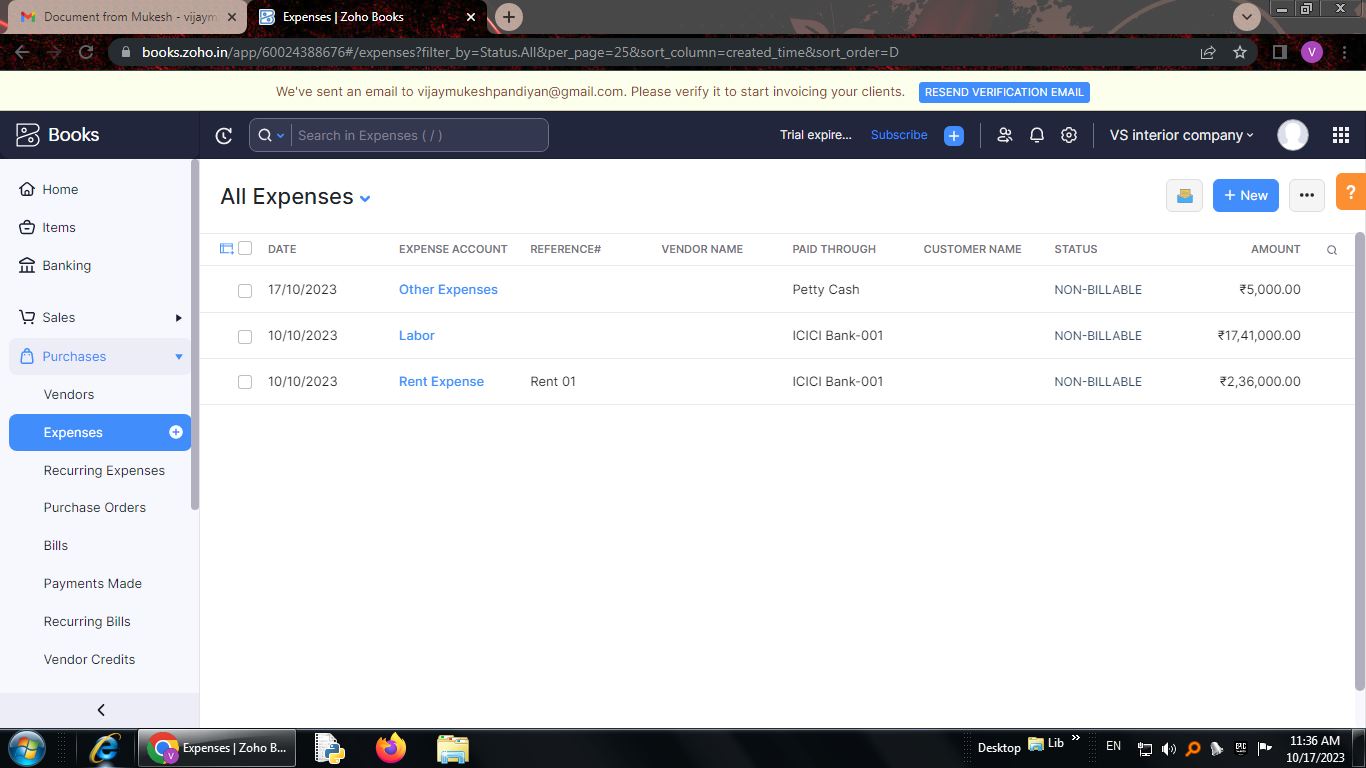 Document from Mukesh - vijaym
Expenses | Zoho Books
books.zoho.in/app/60024388676#/expenses?filter_by=Status.All&per_page=25&sort_column=created_time&sort_order=D
V
We've sent an email to vijaymukeshpandiyan@gmail.com. Please verify it to start invoicing your clients. RESEND VERIFICATION EMAIL
Books
Search in Expenses ( / )
Trial expire... Subscribe
VS interior company
Home
Items
Banking
Sales
Purchases
Vendors
Expenses
Recurring Expenses
Purchase Orders
Bills
Payments Made
Recurring Bills
Vendor Credits
All Expenses
+ New
?
DATE EXPENSE ACCOUNT REFERENCE# VENDOR NAME PAID THROUGH CUSTOMER NAME STATUS AMOUNT
17/10/2023 Other Expenses Petty Cash NON-BILLABLE ₹5,000.00
10/10/2023 Labor ICICI Bank-001 NON-BILLABLE ₹17,41,000.00
10/10/2023 Rent Expense Rent 01 ICICI Bank-001 NON-BILLABLE ₹2,36,000.00
V
Expenses | Zoho B...
Desktop
Lib
EN
11:36 AM
10/17/2023